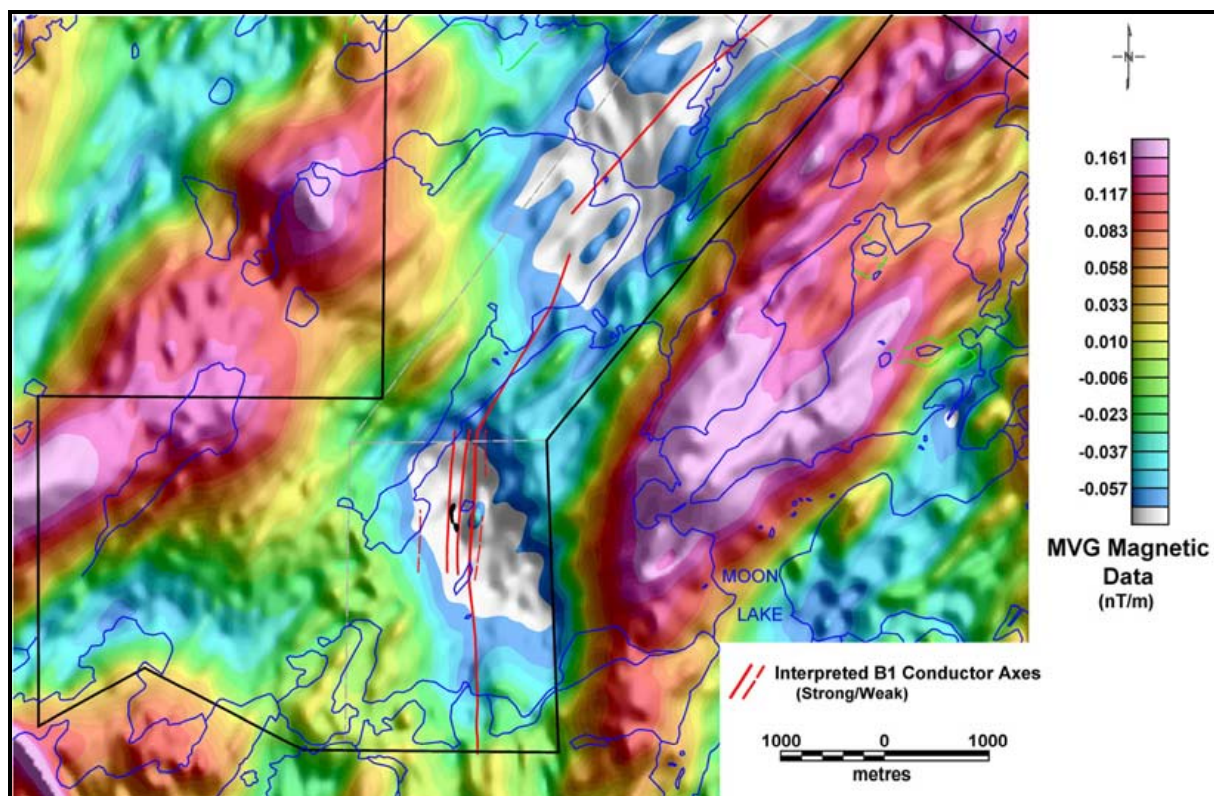 N
0.161
0.117
0.083
0.058
0.033
0.010
-0.006
-0.023
-0.037
-0.057
MVG Magnetic
Data
(nT/m)
MOON
LAKE
Interpreted B1 Conductor Axes
(Strong/Weak)
1000 0 1000
metres